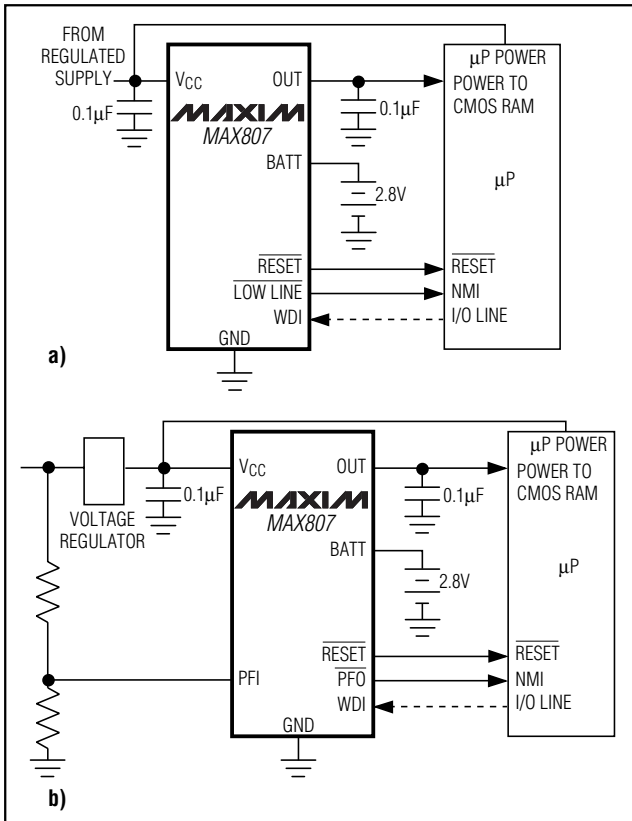 FROM
REGULATED
SUPPLY
0.1µF
VCC
OUT
MAXIM
MAX807
0.1µF
BATT
2.8V
RESET
LOW LINE
WDI
GND
µP POWER
POWER TO
CMOS RAM
µP
RESET
NMI
I/O LINE
a)
VOLTAGE
REGULATOR
0.1µF
VCC
OUT
MAXIM
MAX807
0.1µF
BATT
2.8V
RESET
PFO
PFI
WDI
GND
µP POWER
POWER TO
CMOS RAM
µP
RESET
NMI
I/O LINE
b)